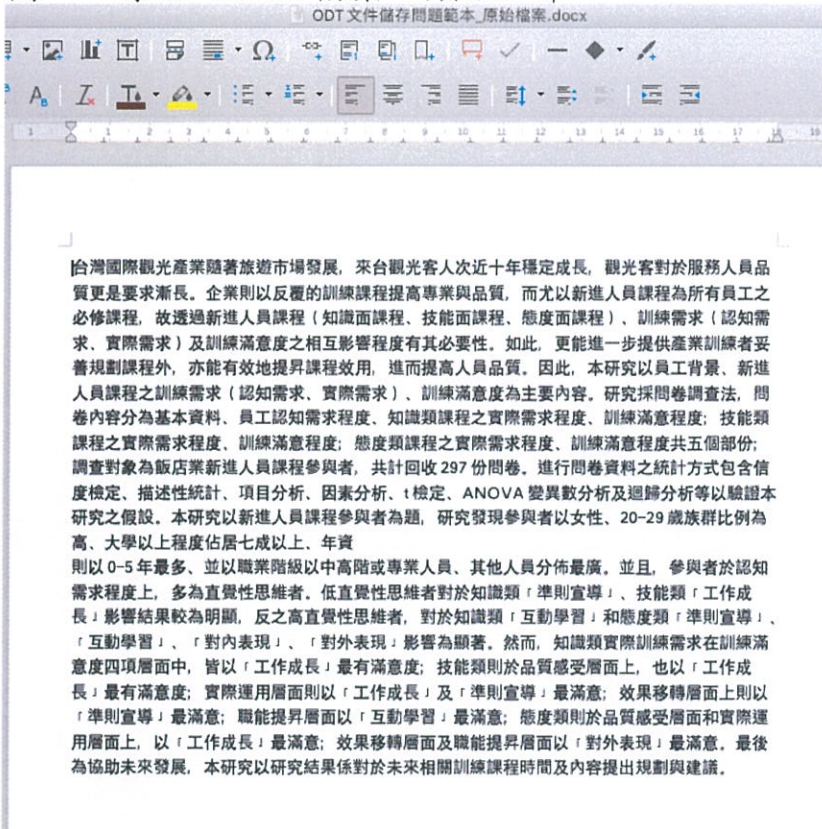 ODT文件儲存問題範本_原始檔案.docx
1 1 2 3 4 5 6 7 8 9 10 11 12 13 14 15 16 17 18 19
台灣國際觀光產業隨著旅遊市場發展，來台觀光客人次近十年穩定成長，觀光客對於服務人員品
質更是要求漸長。企業則以反覆的訓練課程提高專業與品質，而尤以新進人員課程為所有員工之
必修課程，故透過新進人員課程（知識面課程、技能面課程、態度面課程）、訓練需求（認知需
求、實際需求）及訓練滿意度之相互影響程度有其必要性。如此，更能進一步提供產業訓練者妥
善規劃課程外，亦能有效地提昇課程效用，進而提高人員品質。因此，本研究以員工背景、新進
人員課程之訓練需求（認知需求、實際需求）、訓練滿意度為主要內容。研究採問卷調查法，問
卷內容分為基本資料、員工認知需求程度、知識類課程之實際需求程度、訓練滿意程度；技能類
課程之實際需求程度、訓練滿意程度；態度類課程之實際需求程度、訓練滿意程度共五個部份；
調查對象為飯店業新進人員課程參與者，共計回收297份問卷。進行問卷資料之統計方式包含信
度檢定、描述性統計、項目分析、因素分析、t檢定、ANOVA變異數分析及迴歸分析等以驗證本
研究之假設。本研究以新進人員課程參與者為題，研究發現參與者以女性、20-29歲族群比例為
高、大學以上程度佔居七成以上、年資
則以0-5年最多、並以職業階級以中高階或專業人員、其他人員分佈最廣。並且，參與者於認知
需求程度上，多為直覺性思維者。低直覺性思維者對於知識類「準則宣導」、技能類「工作成
長」影響結果較為明顯，反之高直覺性思維者，對於知識類「互動學習」和態度類「準則宣導」、
「互動學習」、「對內表現」、「對外表現」影響為顯著。然而，知識類實際訓練需求在訓練滿
意度四項層面中，皆以「工作成長」最有滿意度；技能類則於品質感受層面上，也以「工作成
長」最有滿意度；實際運用層面則以「工作成長」及「準則宣導」最滿意；效果移轉層面上則以
「準則宣導」最滿意；職能提昇層面以「互動學習」最滿意；態度類則於品質感受層面和實際運
用層面上，以「工作成長」最滿意；效果移轉層面及職能提昇層面以「對外表現」最滿意。最後
為協助未來發展，本研究以研究結果係對於未來相關訓練課程時間及內容提出規劃與建議。